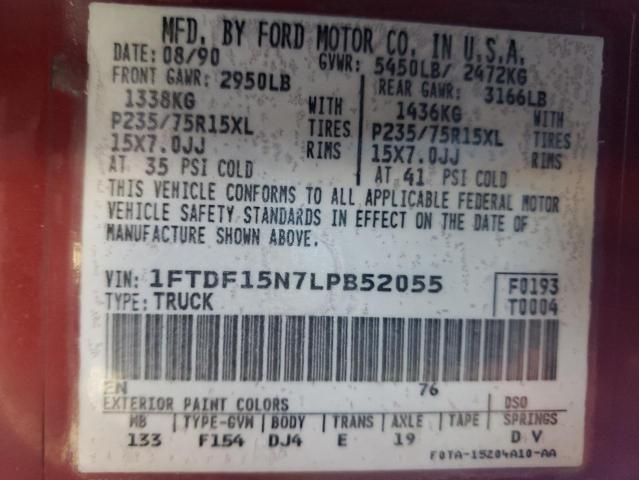 MFD. BY FORD MOTOR CO. IN U.S.A.
DATE: 08/90 GVWR: 5450LB/ 2472KG
FRONT GAWR: 2950LB REAR GAWR: 3166LB
1338KG WITH 1436KG WITH
P235/75R15XL TIRES P235/75R15XL TIRES
15X7.0JJ RIMS 15X7.0JJ RIMS
AT 35 PSI COLD AT 41 PSI COLD
THIS VEHICLE CONFORMS TO ALL APPLICABLE FEDERAL MOTOR
VEHICLE SAFETY STANDARDS IN EFFECT ON THE DATE OF
MANUFACTURE SHOWN ABOVE.
VIN: 1FTDF15N7LPB52055 F0193
TYPE: TRUCK T0004
EN 76
EXTERIOR PAINT COLORS DSO
WB TYPE-GVW BODY TRANS AXLE TAPE SPRINGS
133 F154 DJ4 E 19 D V
F0TA-15204A10-AA